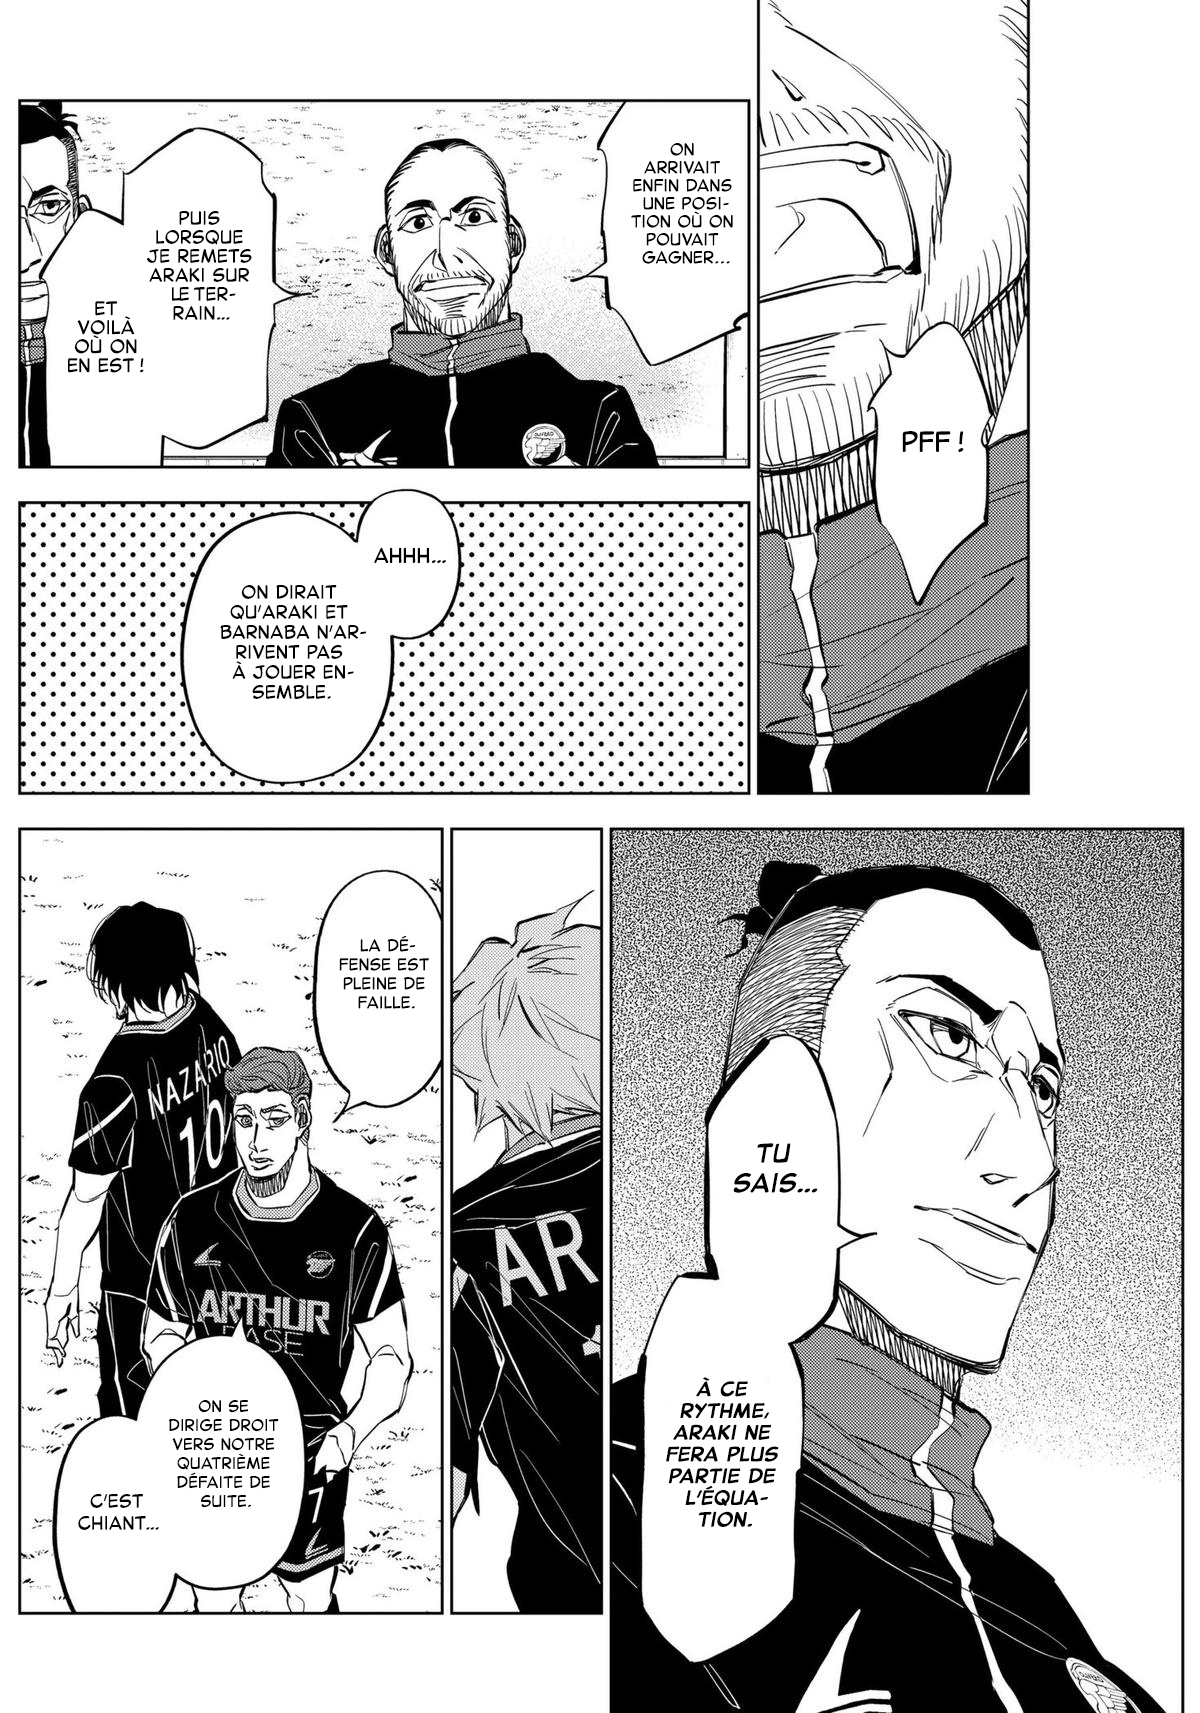 PFF !
ON
ARRIVAIT
ENFIN DANS
UNE POSI-
TION OÙ ON
POUVAIT
GAGNER...
PUIS
LORSQUE
JE REMETS
ARAKI SUR
LE TER-
RAIN...
ET
VOILÀ
OÙ ON
EN EST !
AHHH...
ON DIRAIT
QU'ARAKI ET
BARNABA N'AR-
RIVENT PAS
À JOUER EN-
SEMBLE.
TU
SAIS...
À CE
RYTHME,
ARAKI NE
FERA PLUS
PARTIE DE
L'ÉQUA-
TION.
AR
LA DÉ-
FENSE EST
PLEINE DE
FAILLE.
NAZARIO
10
ARTHUR
BASE
7
ON SE
DIRIGE DROIT
VERS NOTRE
QUATRIÈME
DÉFAITE DE
SUITE.
C'EST
CHIANT...